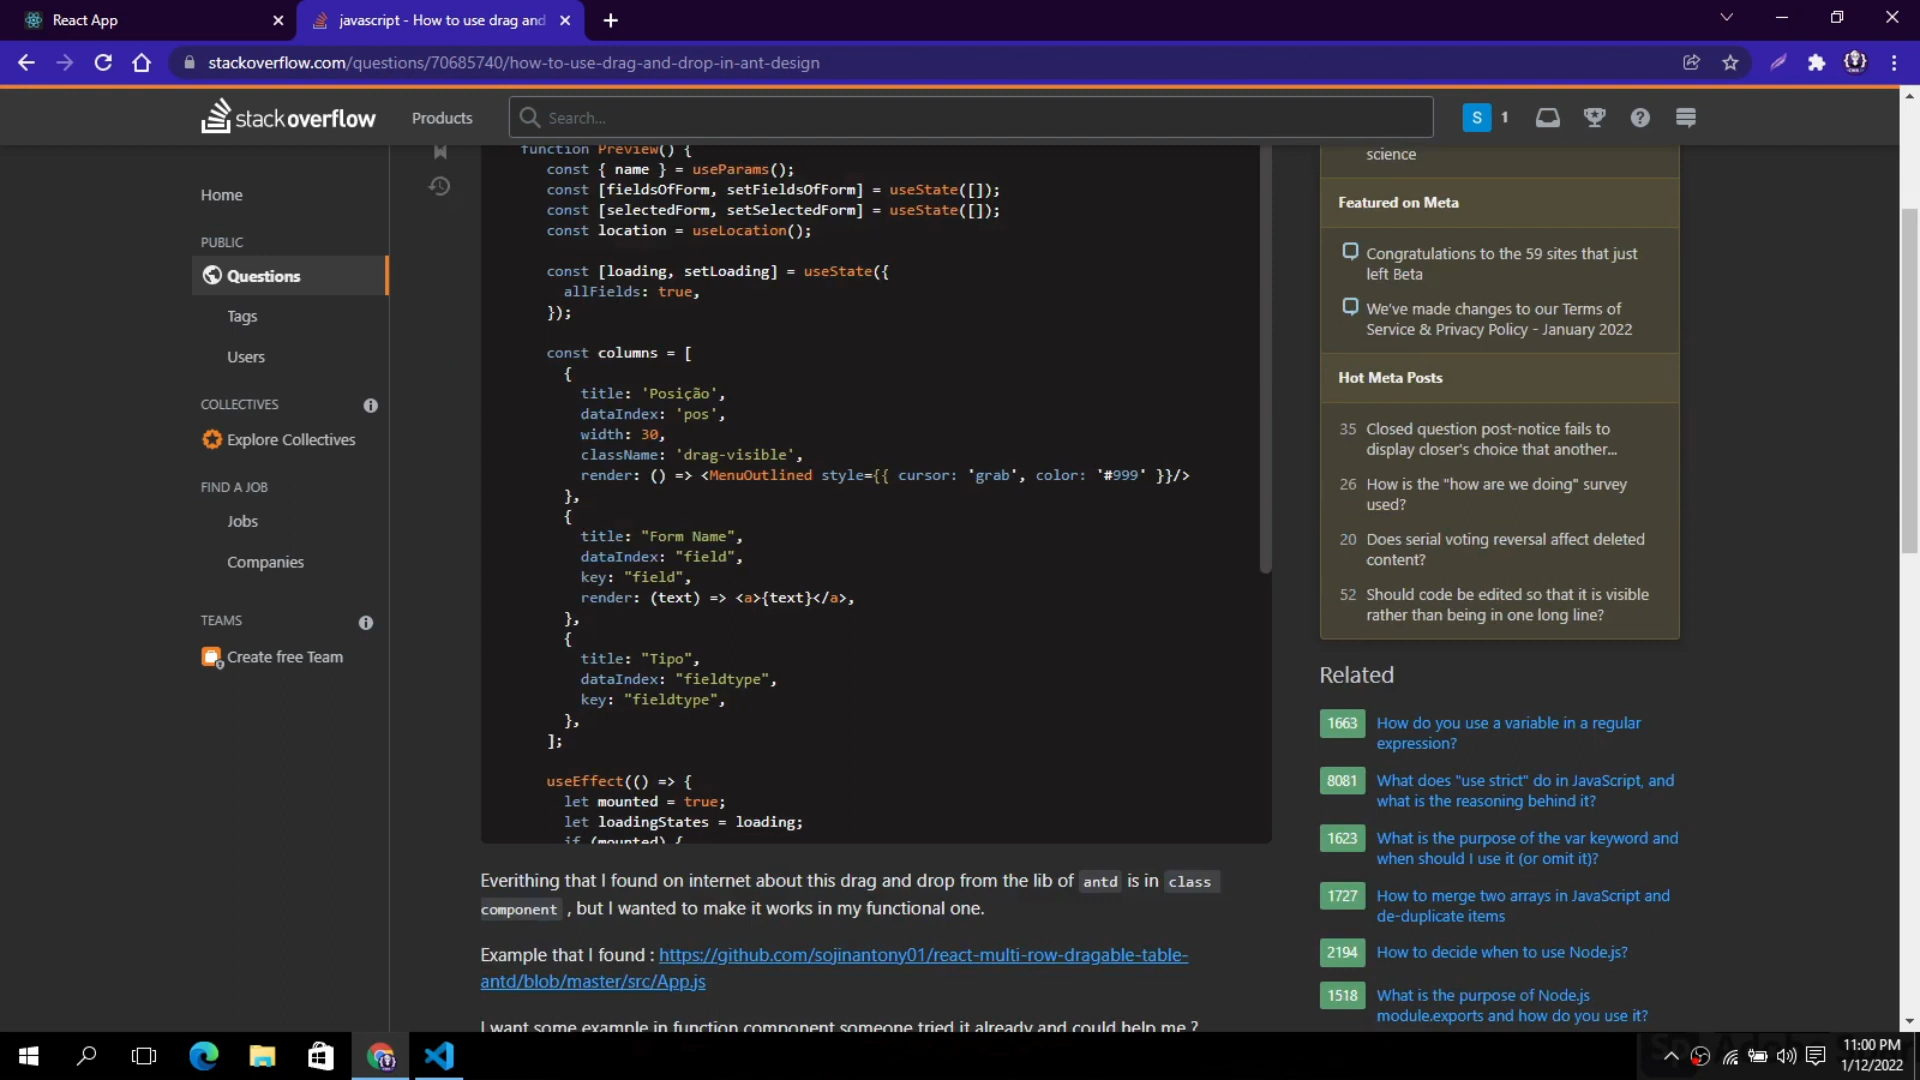 React App
javascript - How to use drag and
stackoverflow.com/questions/70685740/how-to-use-drag-and-drop-in-ant-design
stackoverflow
Products
Search...
S 1
Home
PUBLIC
Questions
Tags
Users
COLLECTIVES
Explore Collectives
FIND A JOB
Jobs
Companies
TEAMS
Create free Team
function Preview() {
const { name } = useParams();
const [fieldsOfForm, setFieldsOfForm] = useState([]);
const [selectedForm, setSelectedForm] = useState([]);
const location = useLocation();
const [loading, setLoading] = useState({
allFields: true,
});
const columns = [
{
title: 'Posição',
dataIndex: 'pos',
width: 30,
className: 'drag-visible',
render: () => <MenuOutlined style={{ cursor: 'grab', color: '#999' }}/>
},
{
title: "Form Name",
dataIndex: "field",
key: "field",
render: (text) => <a>{text}</a>,
},
{
title: "Tipo",
dataIndex: "fieldtype",
key: "fieldtype",
},
];
useEffect(() => {
let mounted = true;
let loadingStates = loading;
if (mounted) {
Everithing that I found on internet about this drag and drop from the lib of antd is in class
component , but I wanted to make it works in my functional one.
Example that I found : https://github.com/sojinantony01/react-multi-row-dragable-table-
antd/blob/master/src/App.js
I want some example in function component someone tried it already and could help me ?
science
Featured on Meta
Congratulations to the 59 sites that just
left Beta
We've made changes to our Terms of
Service & Privacy Policy - January 2022
Hot Meta Posts
35 Closed question post-notice fails to
display closer's choice that another...
26 How is the "how are we doing" survey
used?
20 Does serial voting reversal affect deleted
content?
52 Should code be edited so that it is visible
rather than being in one long line?
Related
1663 How do you use a variable in a regular
expression?
8081 What does "use strict" do in JavaScript, and
what is the reasoning behind it?
1623 What is the purpose of the var keyword and
when should I use it (or omit it)?
1727 How to merge two arrays in JavaScript and
de-duplicate items
2194 How to decide when to use Node.js?
1518 What is the purpose of Node.js
module.exports and how do you use it?
11:00 PM
1/12/2022